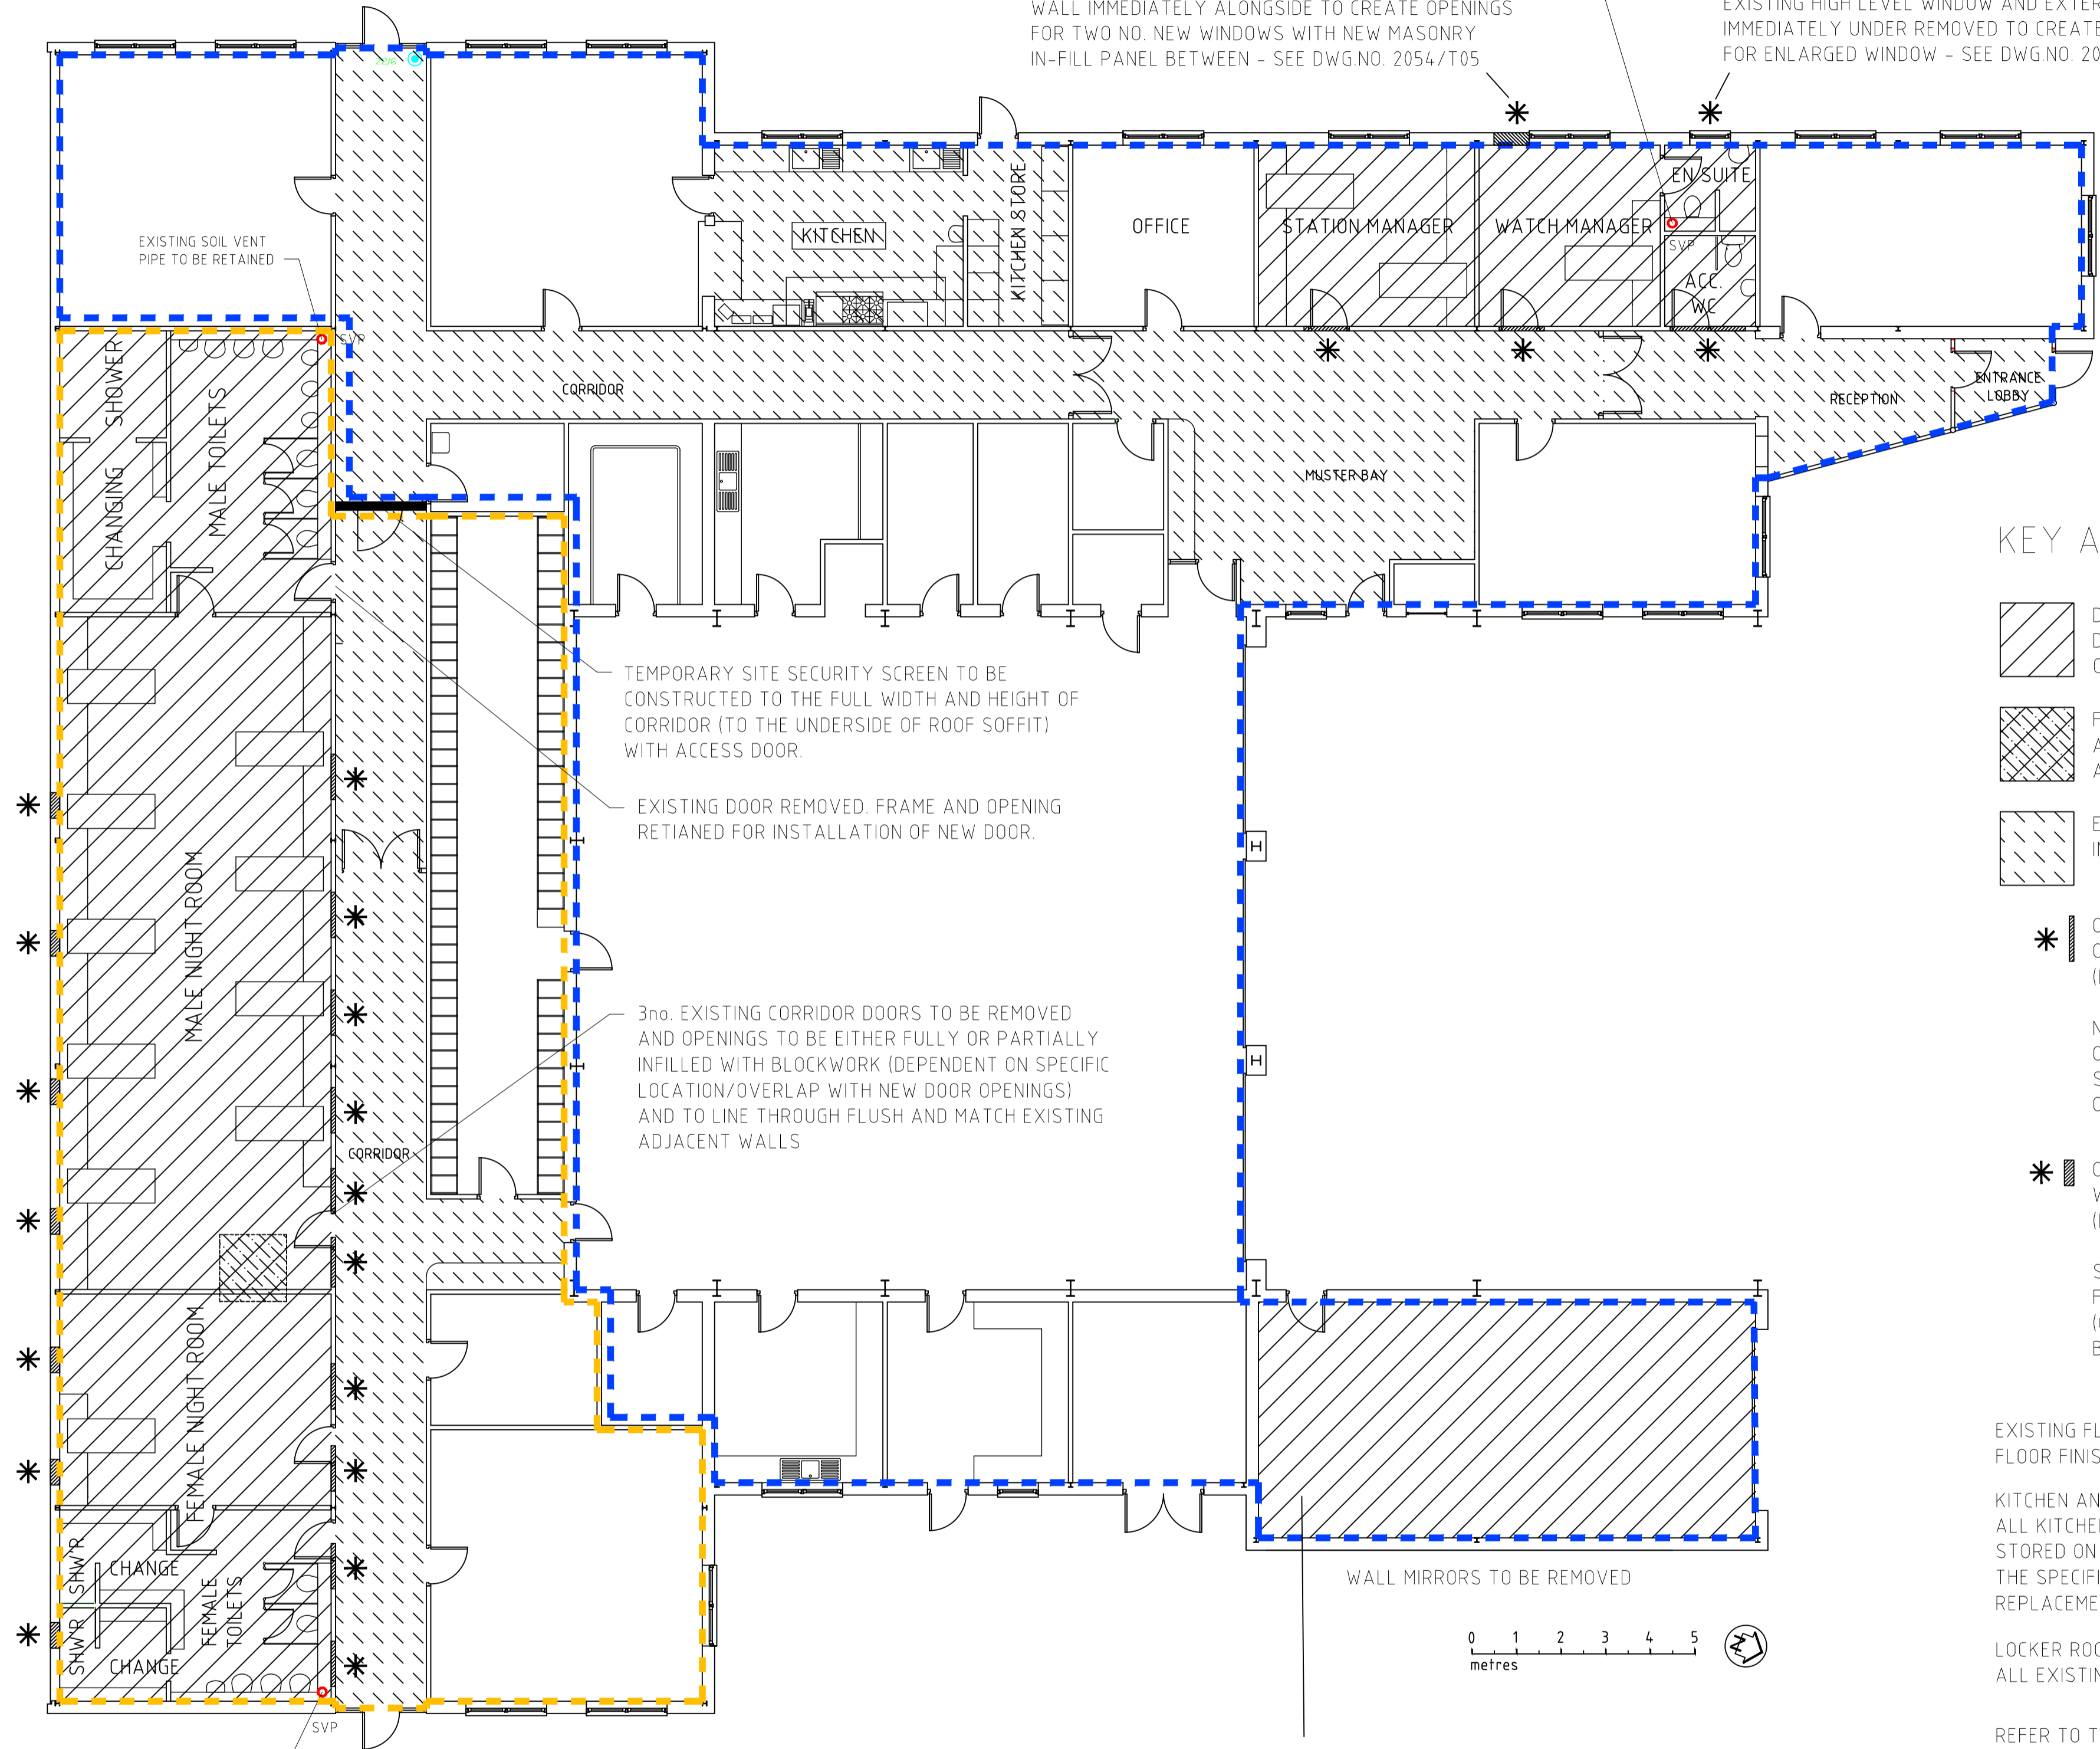 WALL IMMEDIATELY ALONGSIDE TO CREATE OPENINGS
FOR TWO NO. NEW WINDOWS WITH NEW MASONRY
IN-FILL PANEL BETWEEN - SEE DWG.NO. 2054/T05
EXISTING HIGH LEVEL WINDOW AND EXTER
IMMEDIATELY UNDER REMOVED TO CREATE
FOR ENLARGED WINDOW - SEE DWG.NO. 20
22/6
EXISTING SOIL VENT
PIPE TO BE RETAINED
SVP
KITCHEN
KITCHEN STORE
OFFICE
STATION MANAGER
WATCH MANAGER
EN SUITE
SVP
ACC.
WC
CORRIDOR
RECEPTION
ENTRANCE
LOBBY
MUSTER BAY
CHANGING
SHOWER
MALE TOILETS
TEMPORARY SITE SECURITY SCREEN TO BE
CONSTRUCTED TO THE FULL WIDTH AND HEIGHT OF
CORRIDOR (TO THE UNDERSIDE OF ROOF SOFFIT)
WITH ACCESS DOOR.
EXISTING DOOR REMOVED. FRAME AND OPENING
RETIANED FOR INSTALLATION OF NEW DOOR.
3no. EXISTING CORRIDOR DOORS TO BE REMOVED
AND OPENINGS TO BE EITHER FULLY OR PARTIALLY
INFILLED WITH BLOCKWORK (DEPENDENT ON SPECIFIC
LOCATION/OVERLAP WITH NEW DOOR OPENINGS)
AND TO LINE THROUGH FLUSH AND MATCH EXISTING
ADJACENT WALLS
MALE NIGHT ROOM
CORRIDOR
FEMALE NIGHT ROOM
SHW'R
SHW'R
CHANGE
CHANGE
FEMALE
TOILETS
SVP
WALL MIRRORS TO BE REMOVED
0 1 2 3 4 5
metres
KEY A
EXISTING FL
FLOOR FINIS
KITCHEN AN
ALL KITCHE
STORED ON
THE SPECIFI
REPLACEME
LOCKER ROO
ALL EXISTIN
REFER TO T